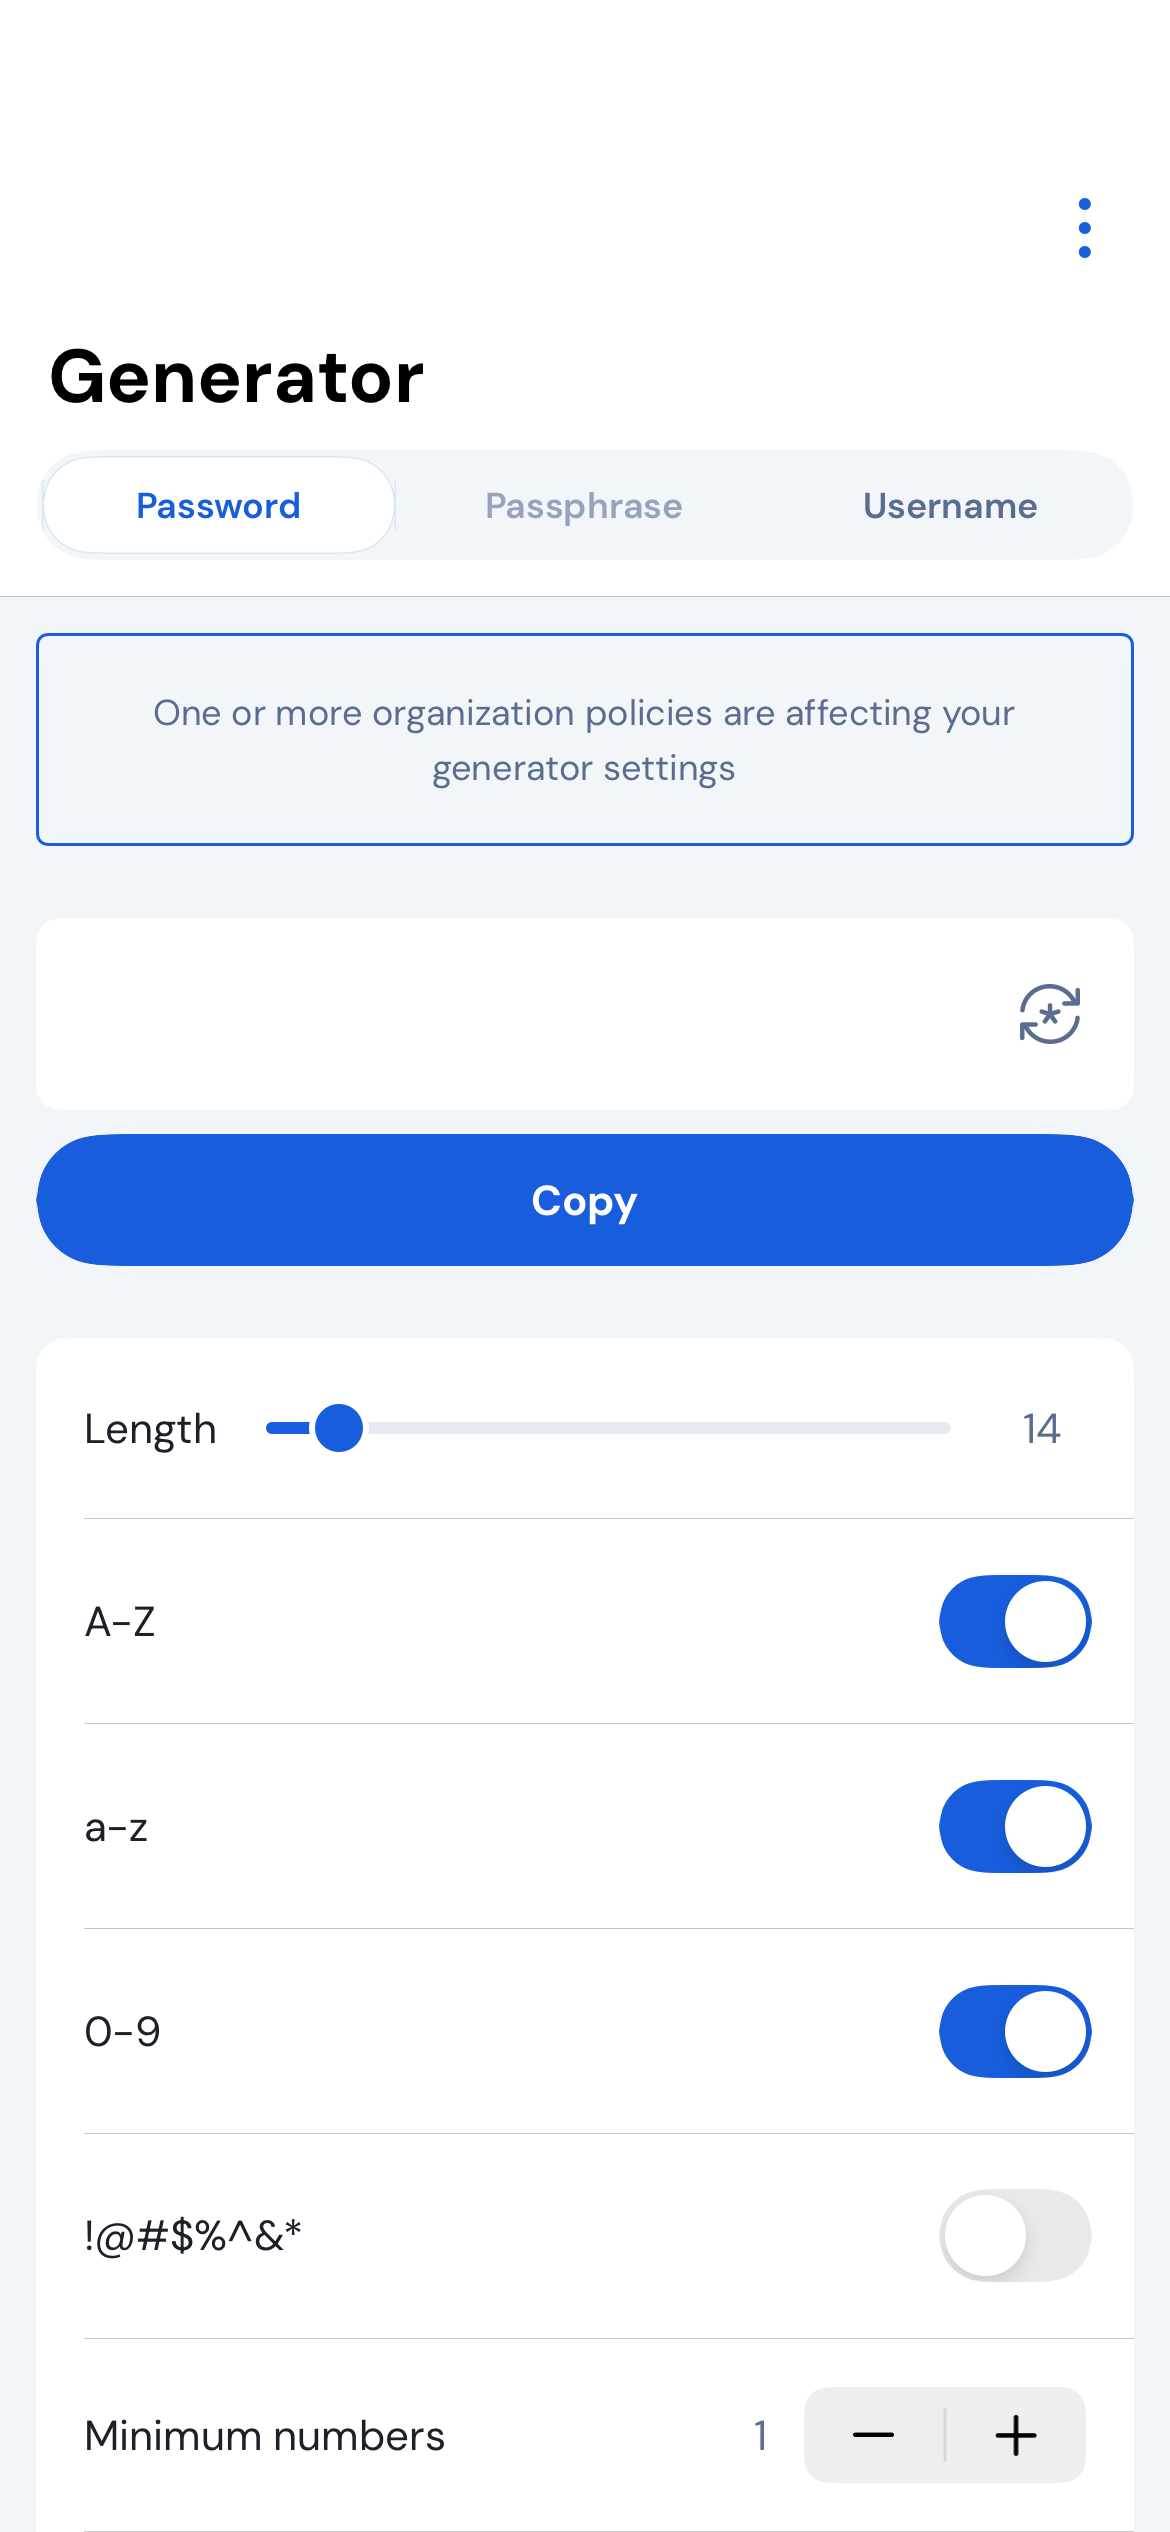 Generator
Password
Passphrase
Username
One or more organization policies are affecting your
generator settings
Copy
Length
14
A-Z
a-z
0-9
!@#$%^&*
Minimum numbers
1